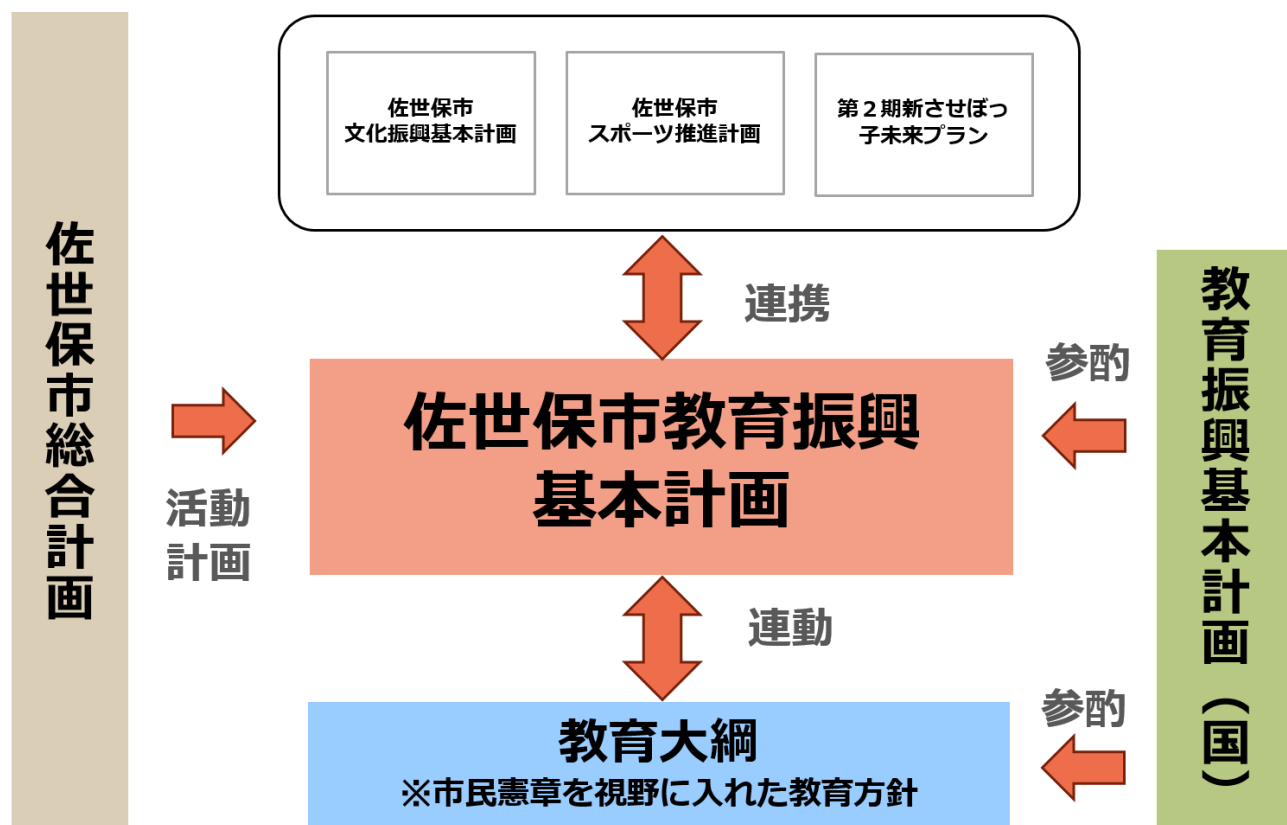 佐世保市総合計画
佐世保市
文化振興基本計画
佐世保市
スポーツ推進計画
第２期新させぼっ
子未来プラン
連携
活動
計画
佐世保市教育振興
基本計画
参酌
教育振興基本計画（国）
連動
教育大綱
※市民憲章を視野に入れた教育方針
参酌